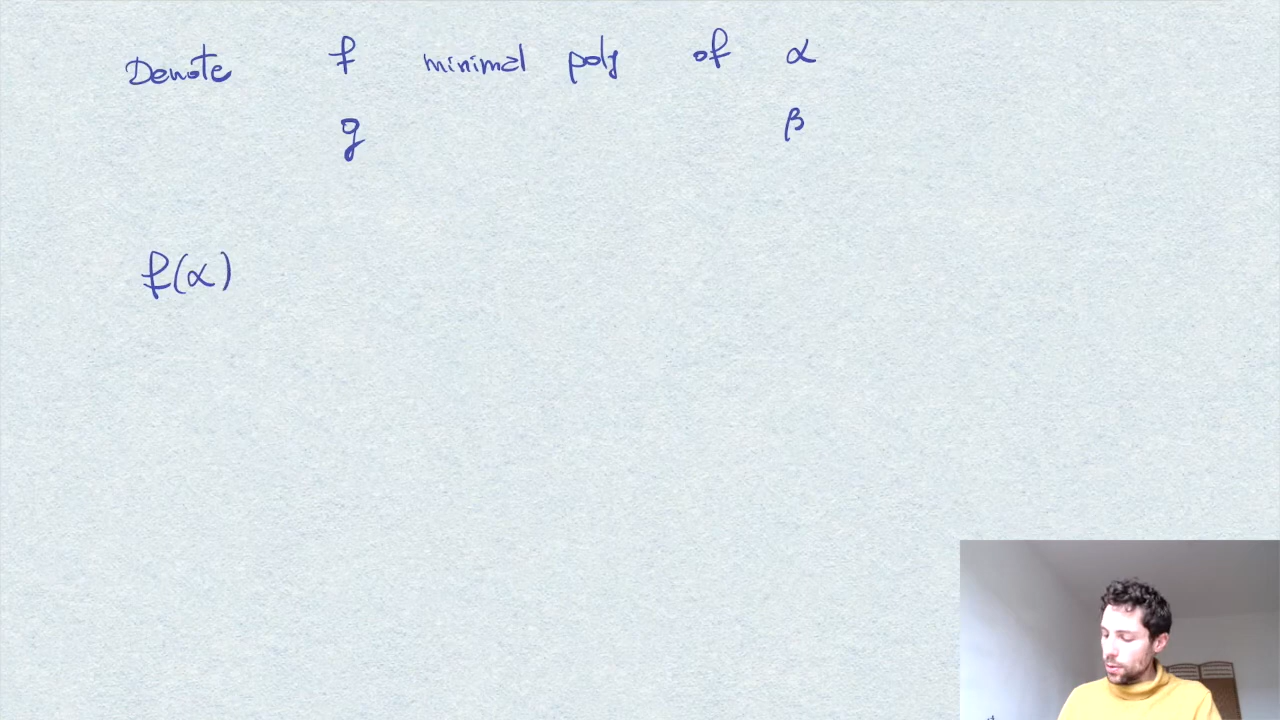 Denote f minimal poly of α
g β
f(α)